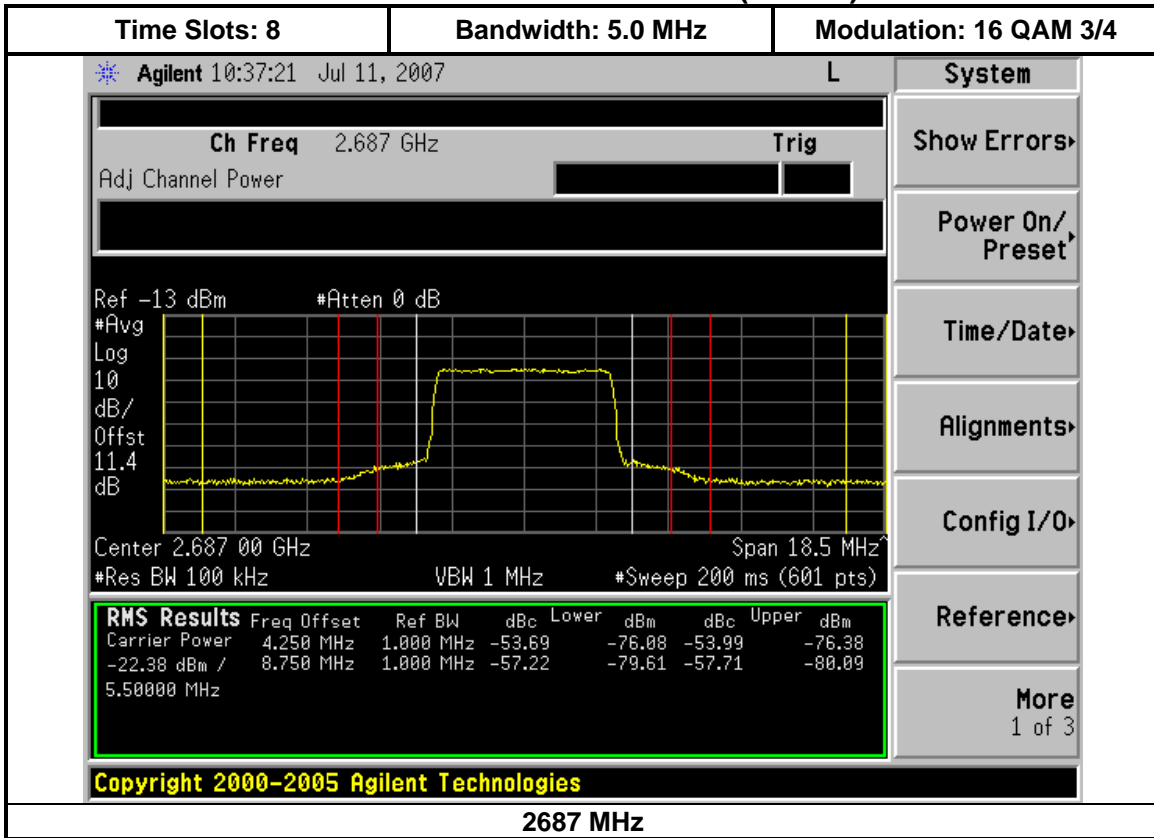 Time Slots: 8 Bandwidth: 5.0 MHz Modulation: 16 QAM 3/4
Agilent 10:37:21 Jul 11, 2007 L System
Ch Freq 2.687 GHz Trig
Show Errors
Adj Channel Power
Power On/
Preset
Ref -13 dBm #Atten 0 dB
#Avg
Log
10
dB/
Offst
11.4
dB
Time/Date
Alignments
Config I/O
Center 2.687 00 GHz Span 18.5 MHz^
#Res BW 100 kHz VBW 1 MHz #Sweep 200 ms (601 pts)
RMS Results Freq Offset Ref BW dBc Lower dBm dBc Upper dBm
Carrier Power 4.250 MHz 1.000 MHz -53.69 -76.08 -53.99 -76.38
-22.38 dBm / 8.750 MHz 1.000 MHz -57.22 -79.61 -57.71 -80.09
5.50000 MHz
Reference
More
1 of 3
Copyright 2000-2005 Agilent Technologies
2687 MHz